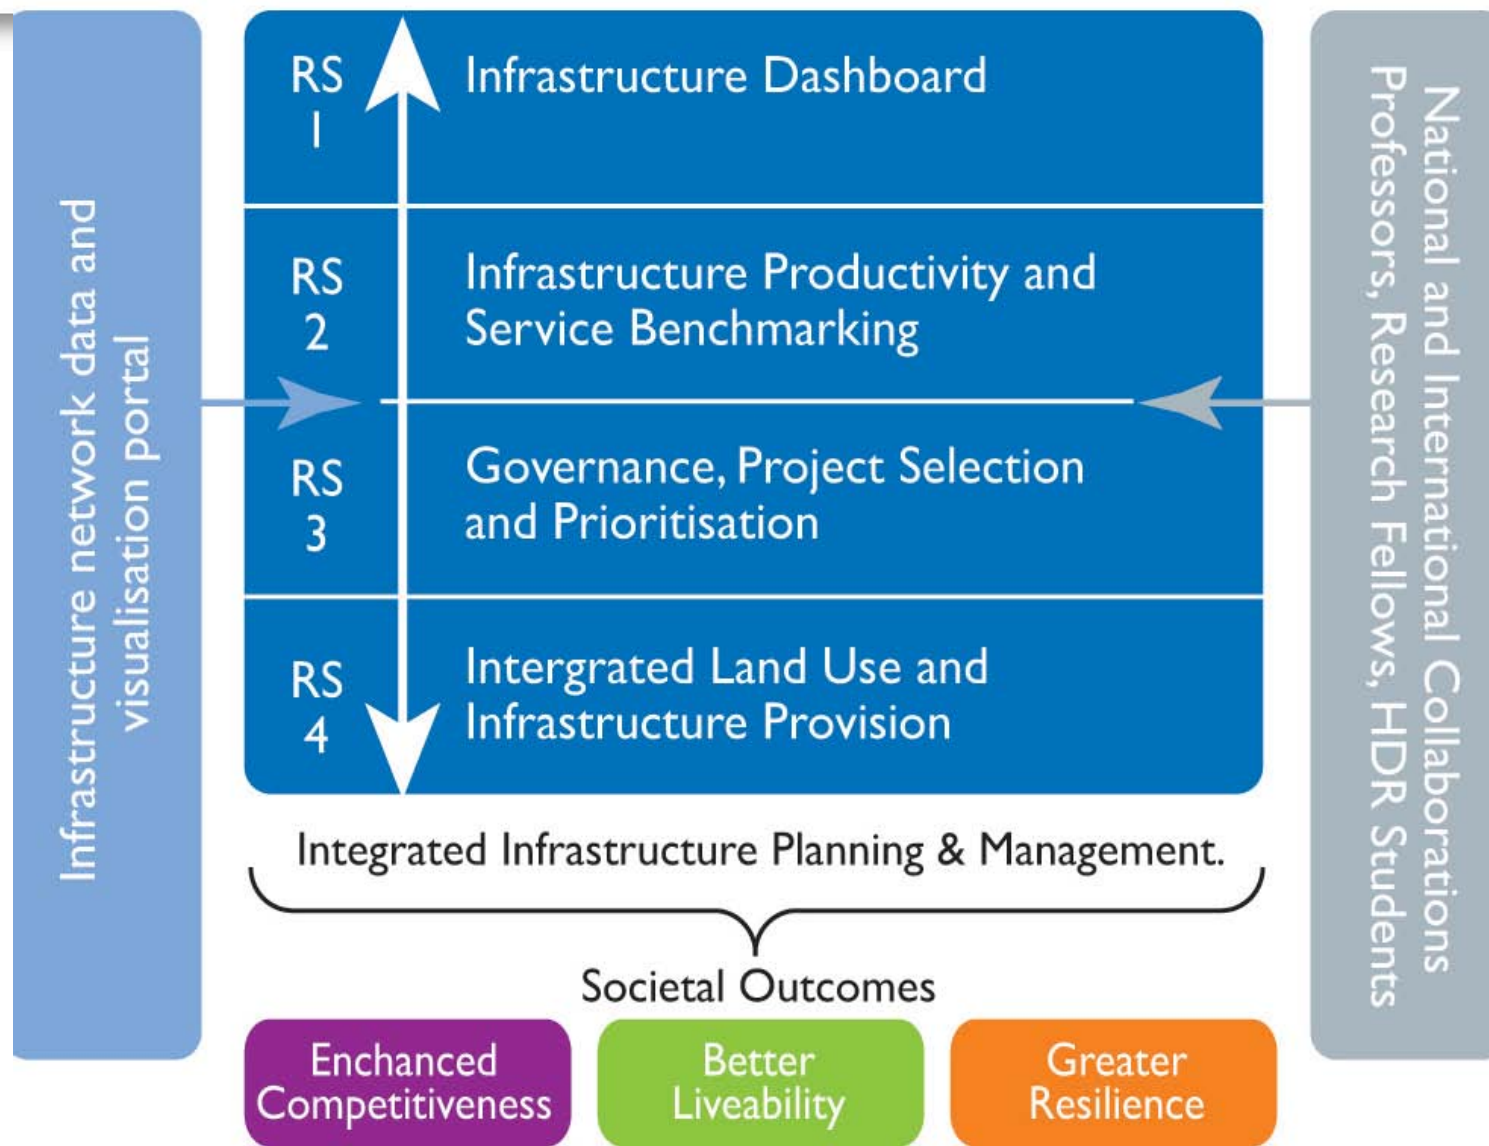 Infrastructure network data and
visualisation portal
RS
1
Infrastructure Dashboard
RS
2
Infrastructure Productivity and
Service Benchmarking
RS
3
Governance, Project Selection
and Prioritisation
RS
4
Intergrated Land Use and
Infrastructure Provision
National and International Collaborations
Professors, Research Fellows, HDR Students
Integrated Infrastructure Planning & Management.
Societal Outcomes
Enchanced
Competitiveness
Better
Liveability
Greater
Resilience